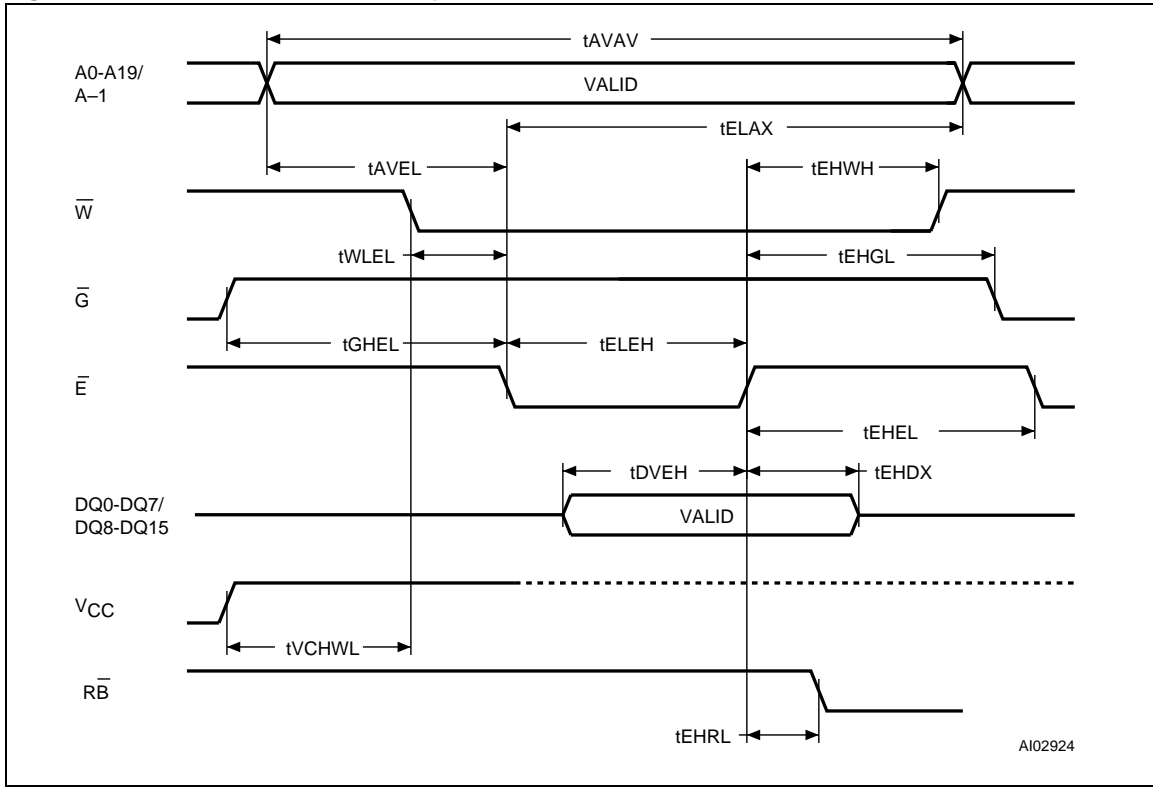 tAVAV
A0-A19/
A–1
VALID
tELAX
tAVEL
tEHWH
W̅
tWLEL
tEHGL
G̅
tGHEL
tELEH
E̅
tEHEL
tDVEH
tEHDX
DQ0-DQ7/
DQ8-DQ15
VALID
VCC
tVCHWL
RB̅
tEHRL
AI02924